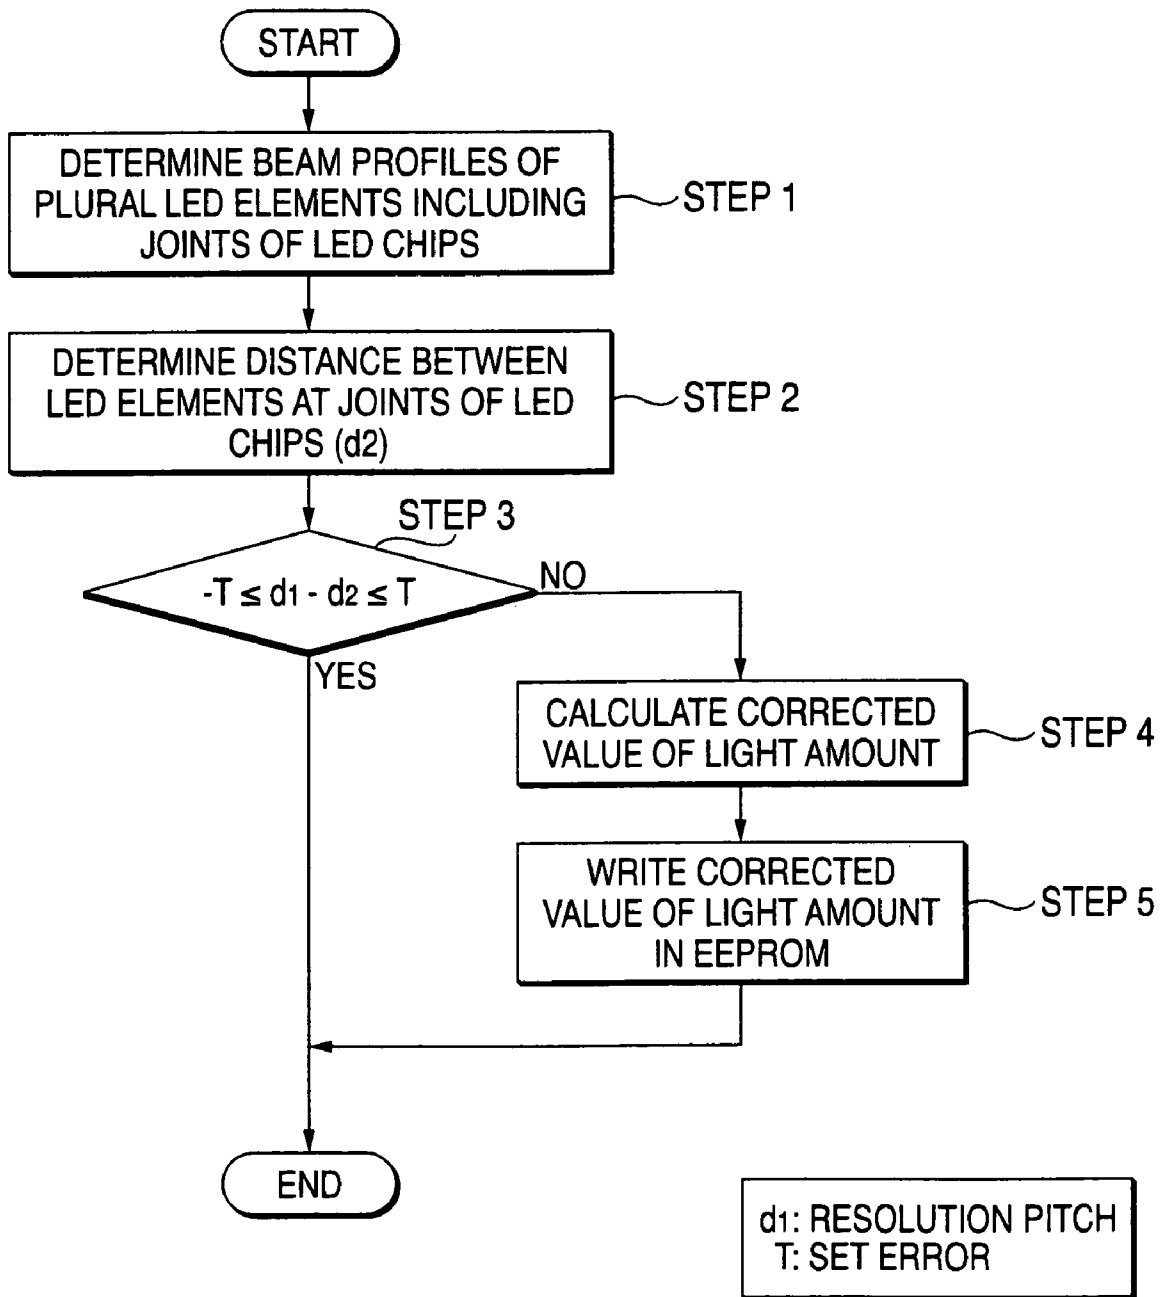 START
DETERMINE BEAM PROFILES OF
PLURAL LED ELEMENTS INCLUDING
JOINTS OF LED CHIPS
STEP 1
DETERMINE DISTANCE BETWEEN
LED ELEMENTS AT JOINTS OF LED
CHIPS (d2)
STEP 2
STEP 3
-T ≤ d1 - d2 ≤ T
NO
YES
CALCULATE CORRECTED
VALUE OF LIGHT AMOUNT
STEP 4
WRITE CORRECTED
VALUE OF LIGHT AMOUNT
IN EEPROM
STEP 5
END
d1: RESOLUTION PITCH
T: SET ERROR